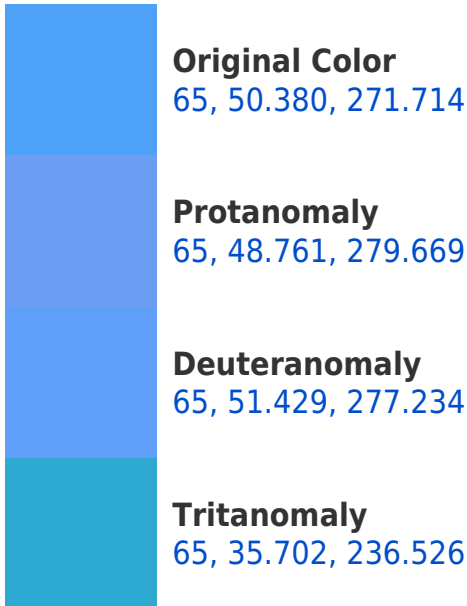 Original Color
65, 50.380, 271.714
Protanomaly
65, 48.761, 279.669
Deuteranomaly
65, 51.429, 277.234
Tritanomaly
65, 35.702, 236.526